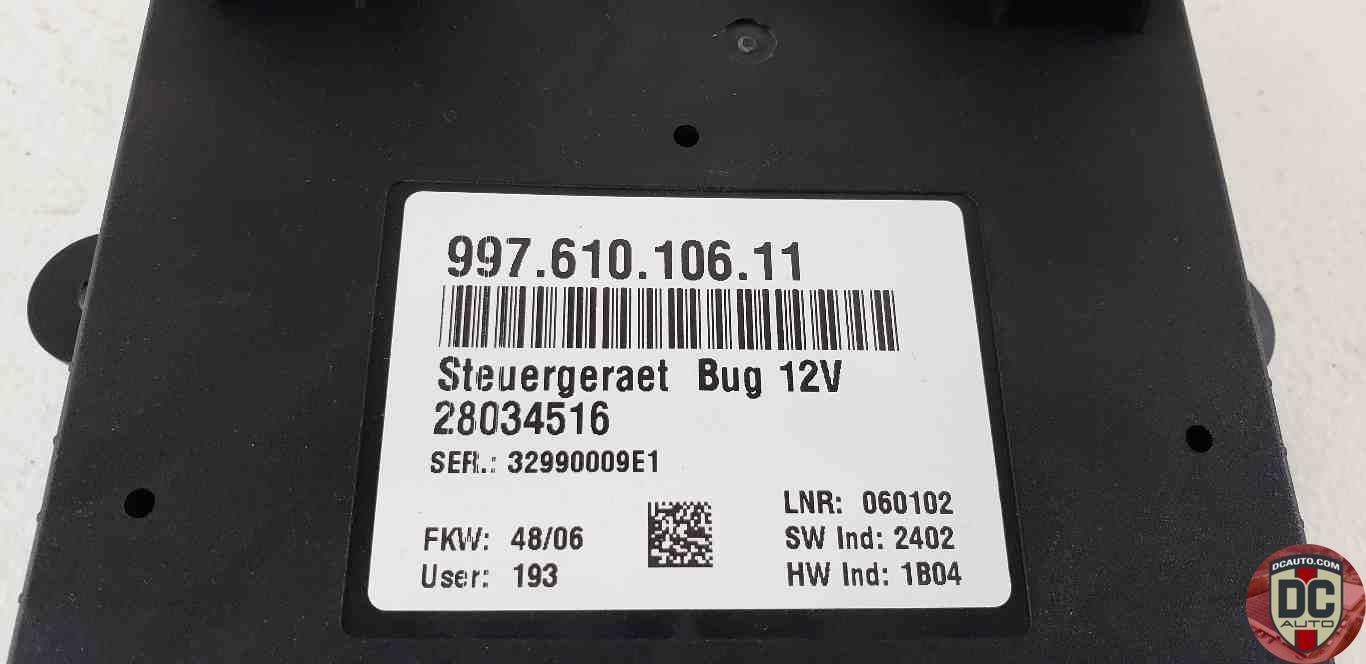 997.610.106.11
Steuergeraet Bug 12V
28034516
SER.: 32990009E1
FKW: 48/06
User: 193
LNR: 060102
SW Ind: 2402
HW Ind: 1B04
DCAUTO.COM
DC
AUTO